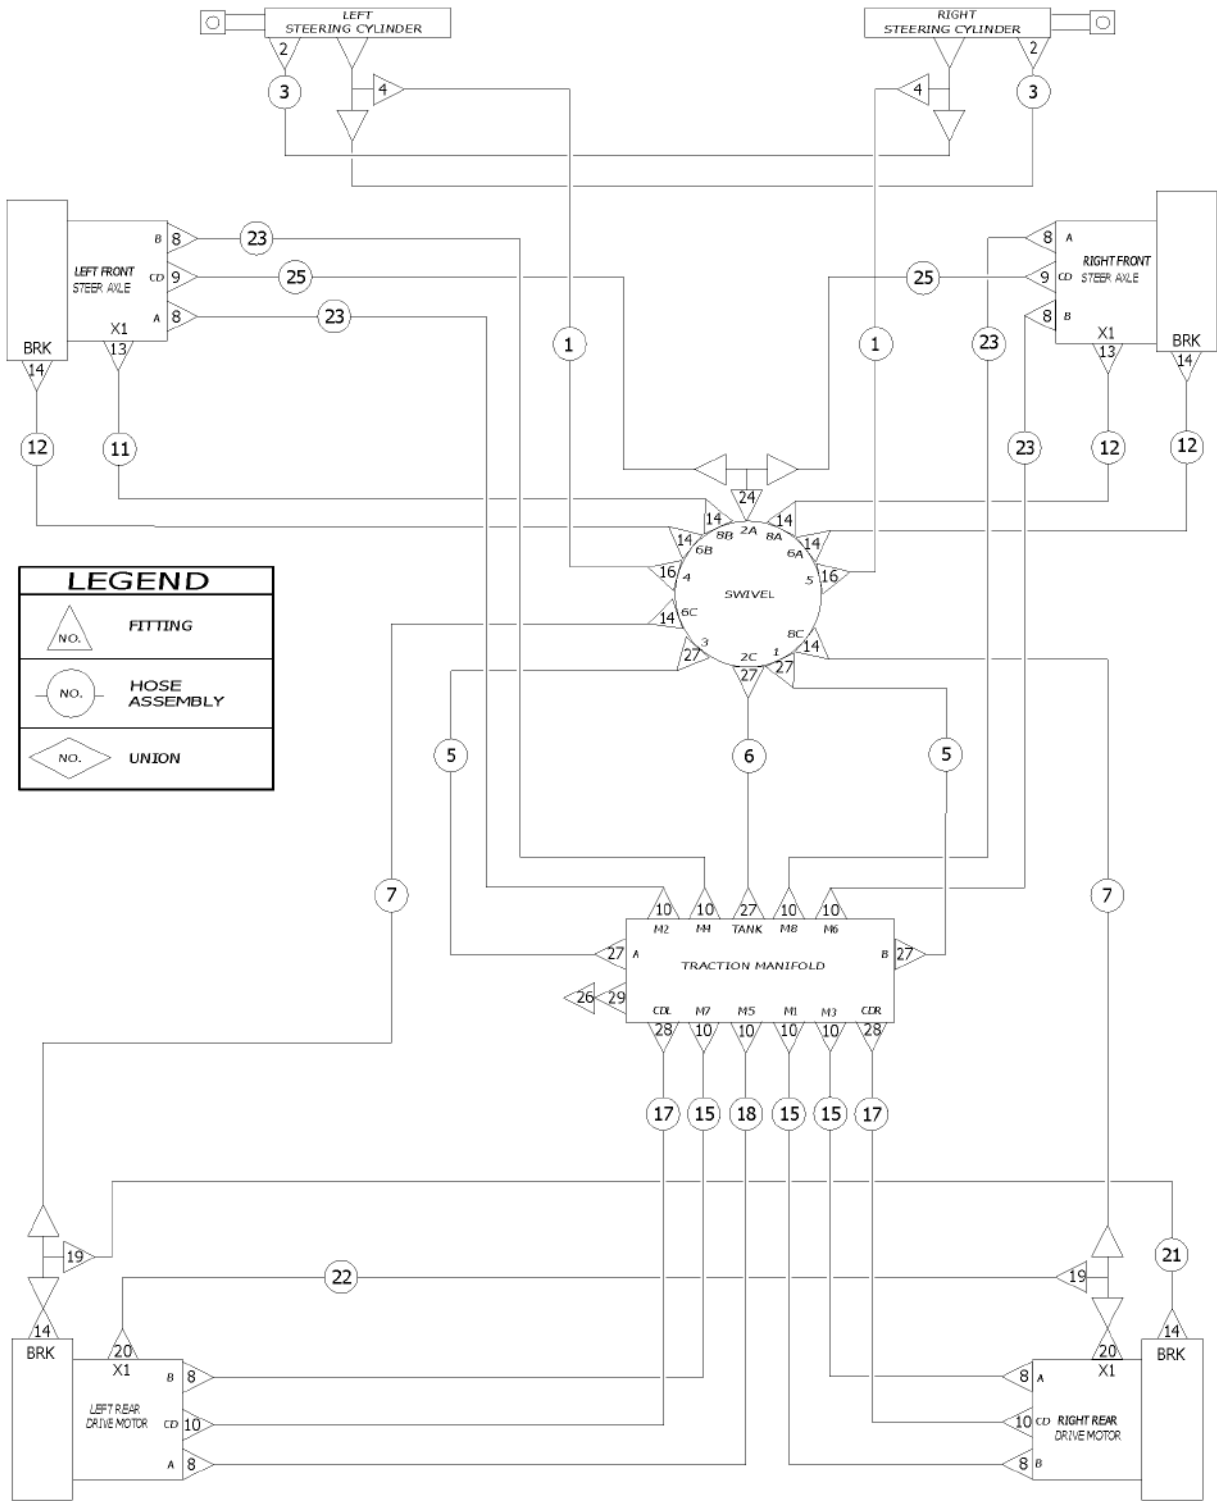 LEFT
STEERING CYLINDER
RIGHT
STEERING CYLINDER
2
2
3
4
4
3
B
8
23
8
A
LEFT FRONT
STEER AXLE
CD
9
25
25
9
CD
RIGHT FRONT
STEER AXLE
A
8
23
8
B
X1
13
1
1
23
X1
13
BRK
14
BRK
14
12
11
23
12
12
24
14
8B
2A
8A
14
14
6B
6A
14
16
4
5
16
SWIVEL
14
6C
3
8C
14
27
2C
1
27
27
LEGEND
NO.
FITTING
NO.
HOSE
ASSEMBLY
NO.
UNION
5
6
5
7
7
10
10
27
10
10
M2
M4
TANK
M8
M6
27
A
B
27
TRACTION MANIFOLD
26
29
CDL
M7
M5
M1
M3
CDR
28
10
10
10
10
28
17
15
18
15
15
17
19
21
22
19
14
BRK
20
X1
20
X1
14
BRK
B
8
8
A
LEFT REAR
DRIVE MOTOR
CD
10
10
CD
RIGHT REAR
DRIVE MOTOR
A
8
8
B